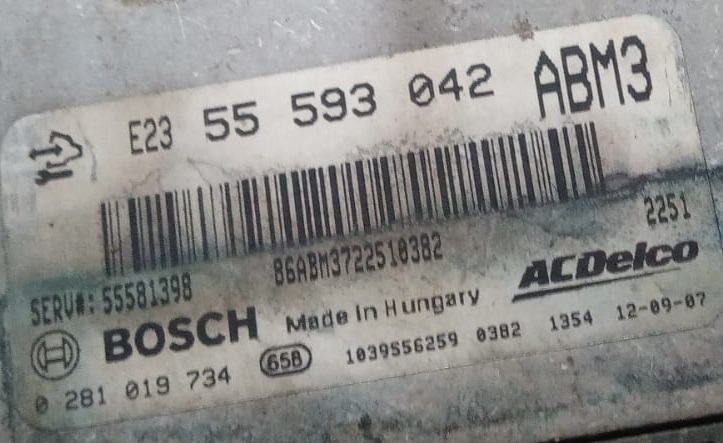 E23 55 593 042 ABM3
2251
86ABM3722510382
SERV#: 55581398
ACDelco
BOSCH Made in Hungary
0 281 019 734 658 1039S56259 0382 1354 12-09-07